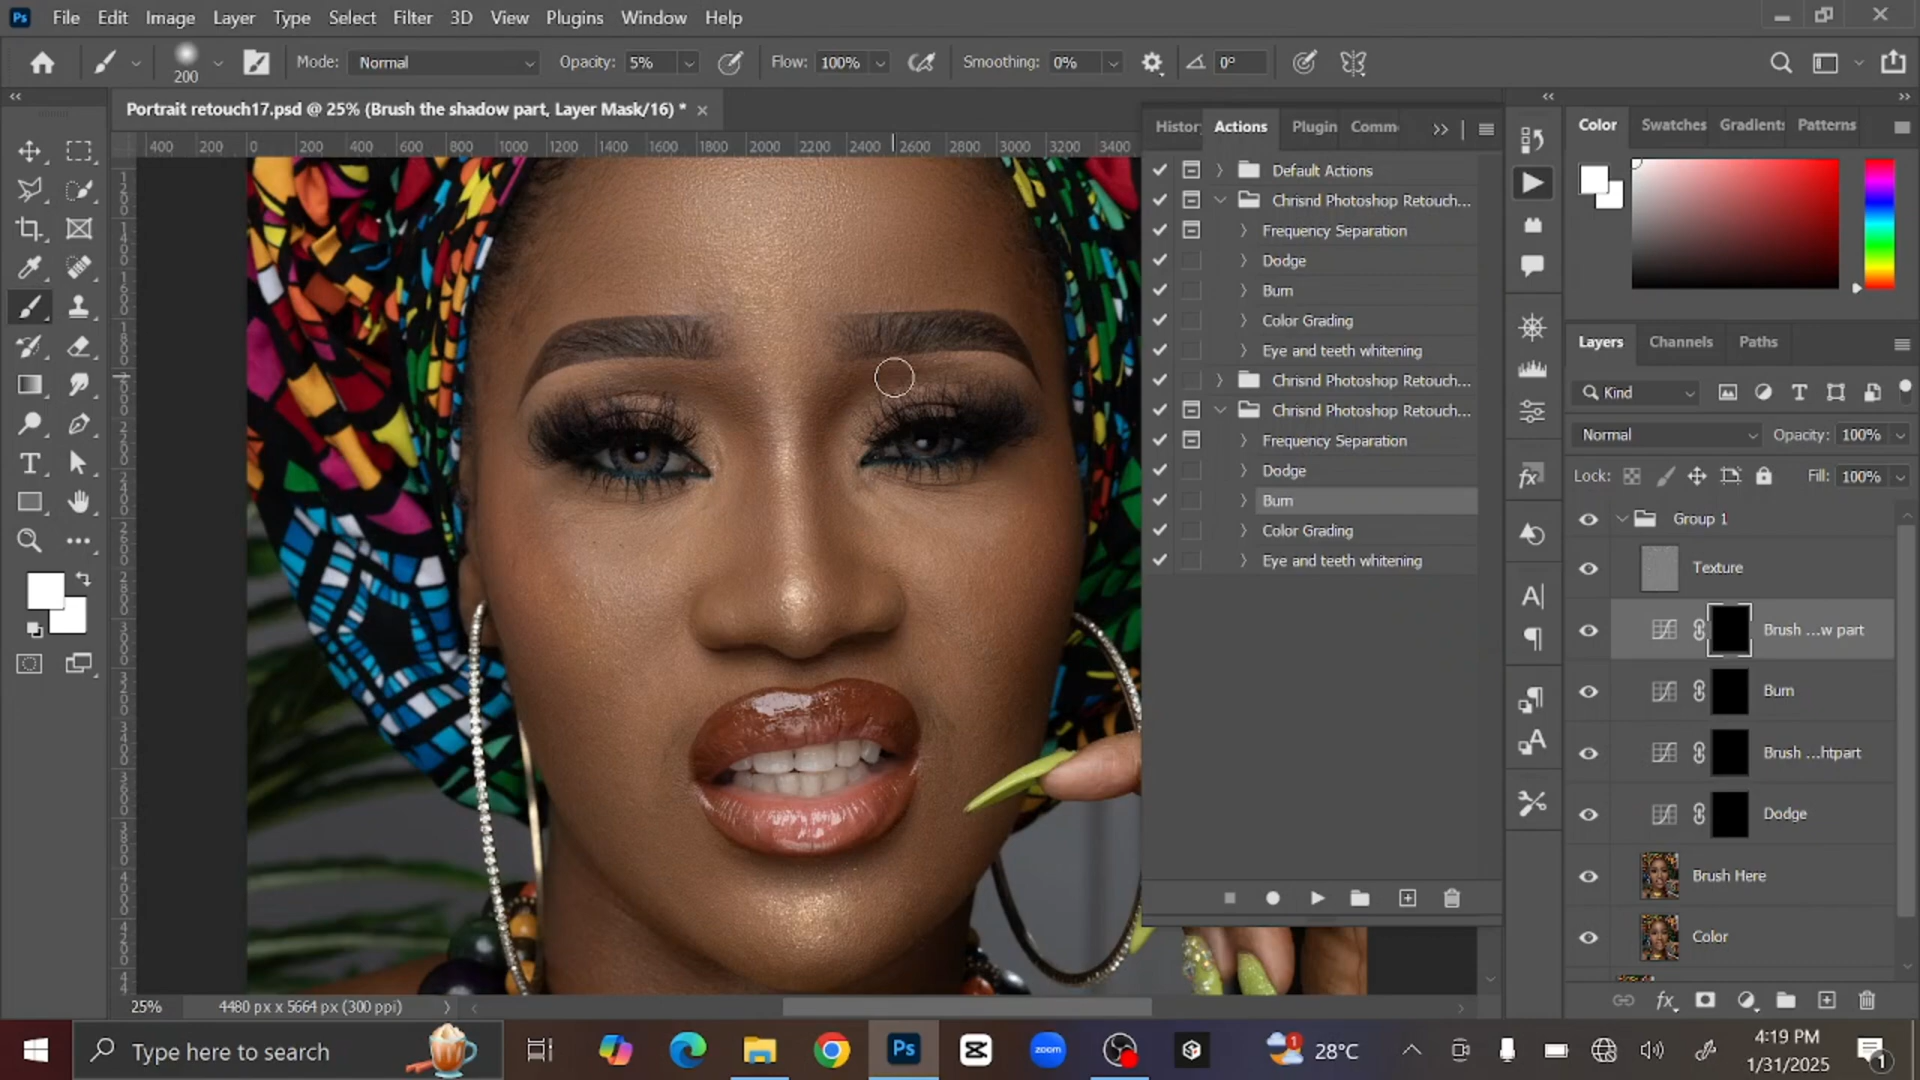 Ps File Edit Image Layer Type Select Filter 3D View Plugins Window Help
200 Mode: Normal Opacity: 5% Flow: 100% Smoothing: 0% 0°
Portrait retouch17.psd @ 25% (Brush the shadow part, Layer Mask/16) *
400 200 0 200 400 600 800 1000 1200 1400 1600 1800 2000 2200 2400 2600 2800 3000 3200 3400
Histor Actions Plugin Comm
Default Actions
Chrisnd Photoshop Retouch...
Frequency Separation
Dodge
Burn
Color Grading
Eye and teeth whitening
Chrisnd Photoshop Retouch...
Chrisnd Photoshop Retouch...
Frequency Separation
Dodge
Burn
Color Grading
Eye and teeth whitening
Color Swatches Gradients Patterns
Layers Channels Paths
Kind
Normal Opacity: 100%
Lock: Fill: 100%
Group 1
Texture
Brush ...w part
Burn
Brush ...htpart
Dodge
Brush Here
Color
25% 4480 px x 5664 px (300 ppi)
Type here to search
Ps
zoom
1
28°C
4:19 PM
1/31/2025
1